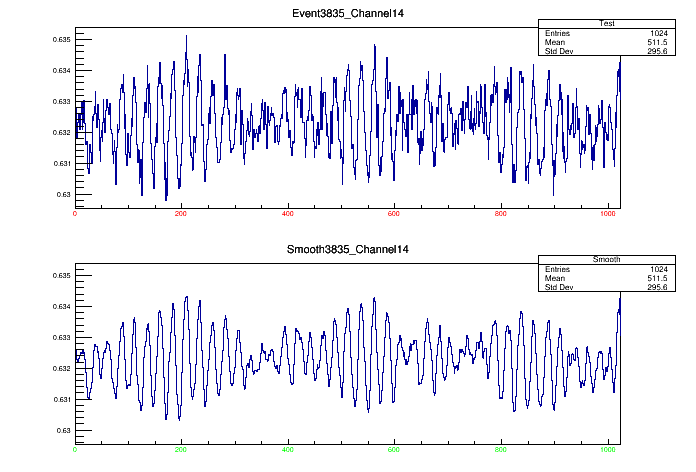 Event3835_Channel14
Test
Entries 1024
Mean 511.5
Std Dev 295.6
0.635
0.634
0.633
0.632
0.631
0.63
0 200 400 600 800 1000
Smooth3835_Channel14
Smooth
Entries 1024
Mean 511.5
Std Dev 295.6
0.635
0.634
0.633
0.632
0.631
0.63
0 200 400 600 800 1000